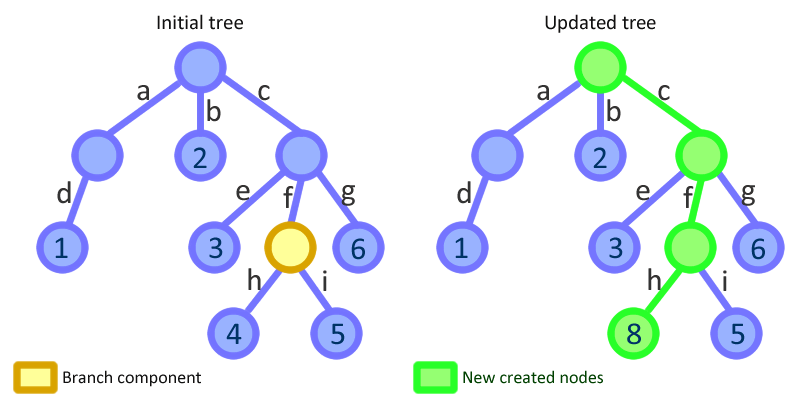 Initial tree
Updated tree
a
b
c
a
b
c
2
2
d
e
f
g
d
e
f
g
1
3
6
1
3
6
h
i
h
i
4
5
8
5
Branch component
New created nodes